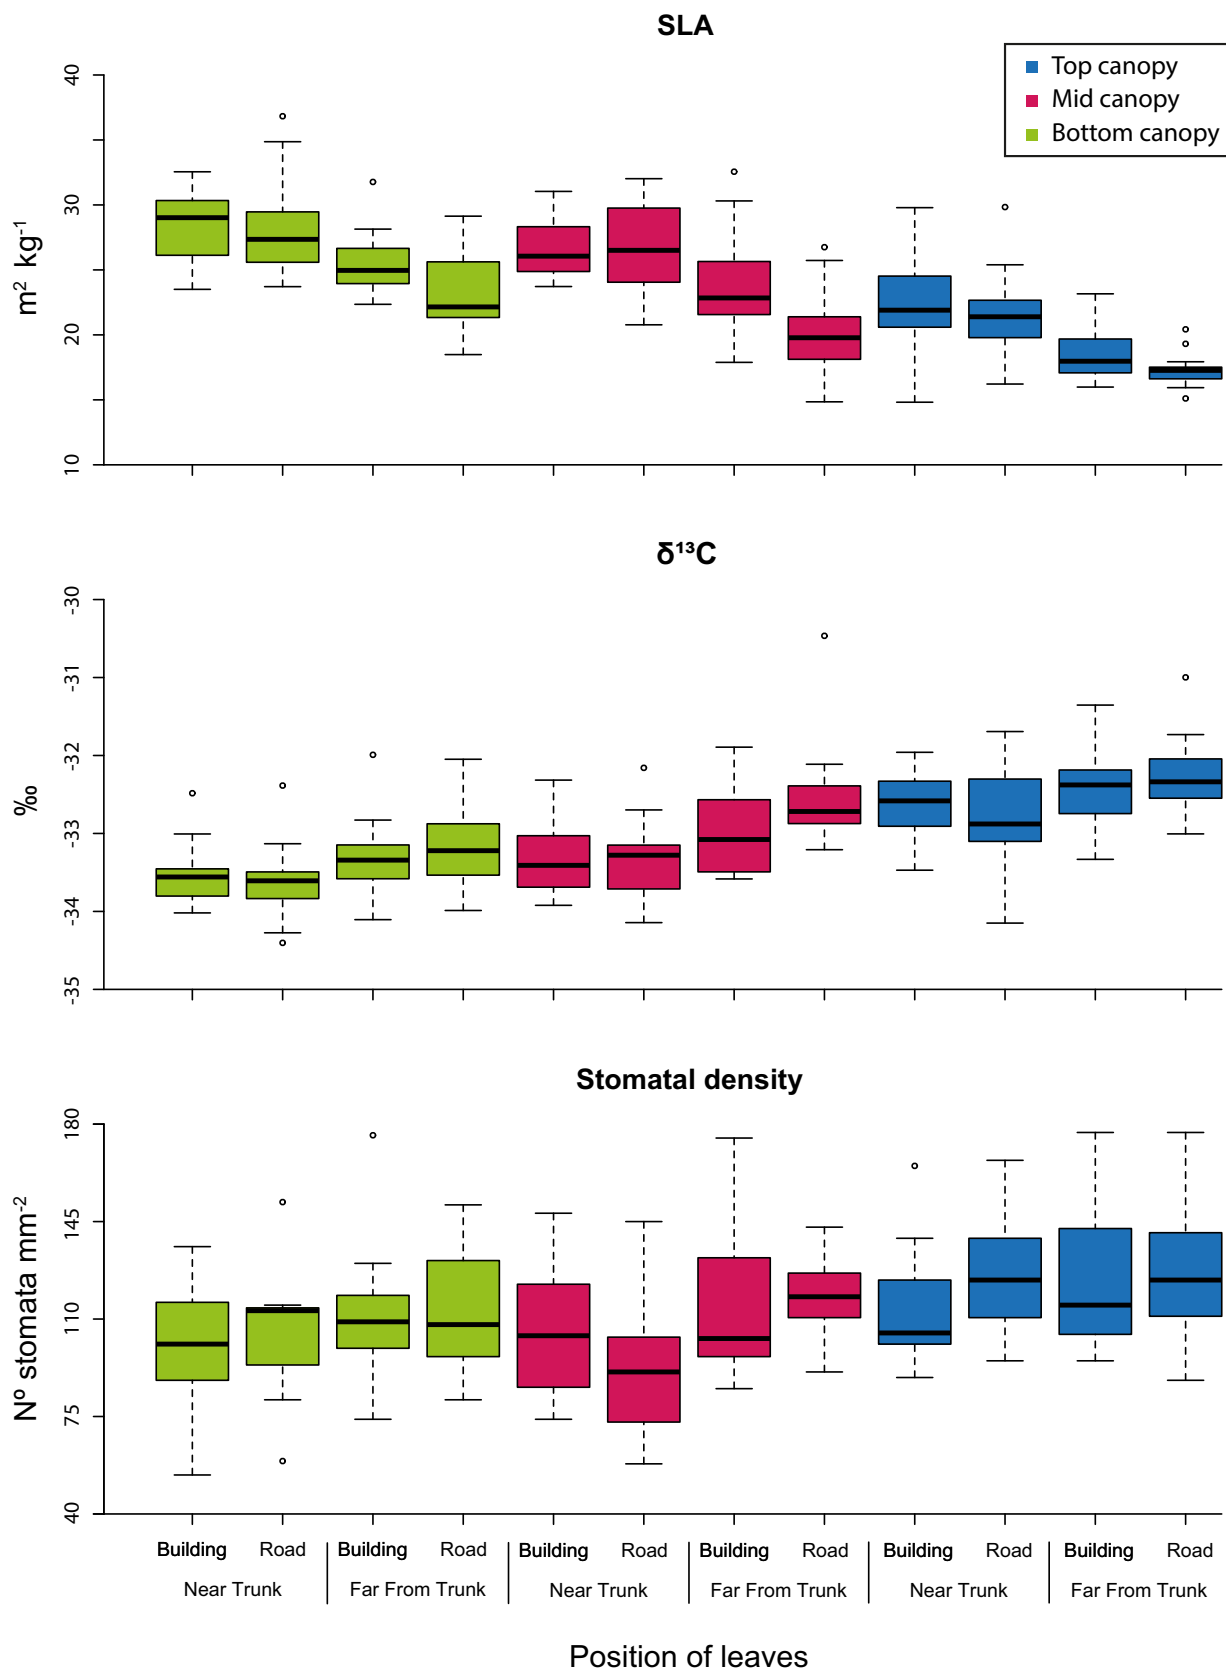 SLA
Top canopy
Mid canopy
Bottom canopy
40
30
20
10
m² kg⁻¹
δ¹³C
-30
-31
-32
-33
-34
-35
‰
Stomatal density
180
145
110
75
40
Nº stomata mm⁻²
Building Road Building Road Building Road Building Road Building Road Building Road
Near Trunk Far From Trunk Near Trunk Far From Trunk Near Trunk Far From Trunk
Position of leaves